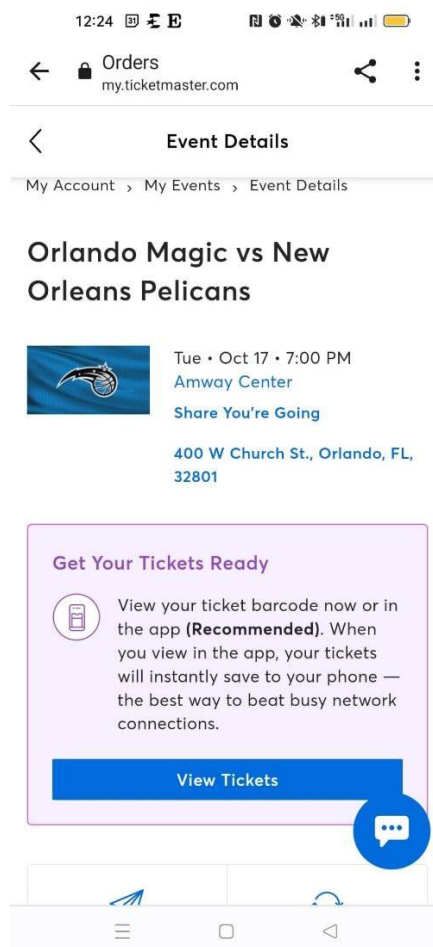 12:24
Orders
my.ticketmaster.com
Event Details
My Account > My Events > Event Details
Orlando Magic vs New
Orleans Pelicans
Tue • Oct 17 • 7:00 PM
Amway Center
Share You're Going
400 W Church St., Orlando, FL,
32801
Get Your Tickets Ready
View your ticket barcode now or in
the app (Recommended). When
you view in the app, your tickets
will instantly save to your phone —
the best way to beat busy network
connections.
View Tickets